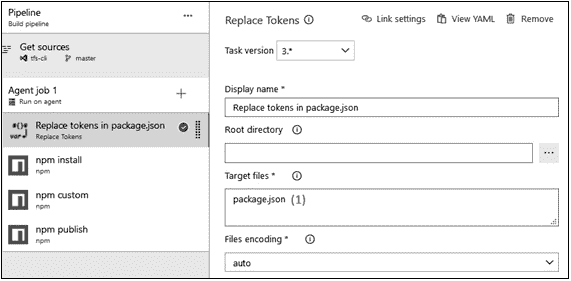 Pipeline
Build pipeline
...
Get sources
tfs-cli master
Agent job 1
Run on agent
+
#{}#
var
Replace tokens in package.json
Replace Tokens
npm install
npm
npm custom
npm
npm publish
npm
Replace Tokens
Link settings View YAML Remove
Task version 3.*
Display name *
Replace tokens in package.json
Root directory
...
Target files *
package.json (1)
Files encoding *
auto